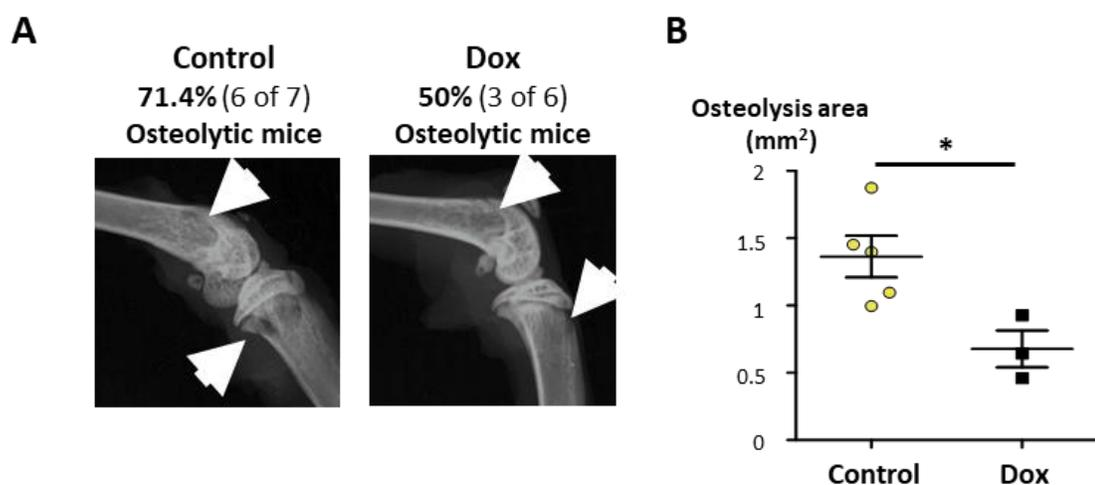 A
Control
71.4% (6 of 7)
Osteolytic mice
Dox
50% (3 of 6)
Osteolytic mice
B
Osteolysis area
(mm²)
*
2
1.5
1
0.5
0
Control
Dox